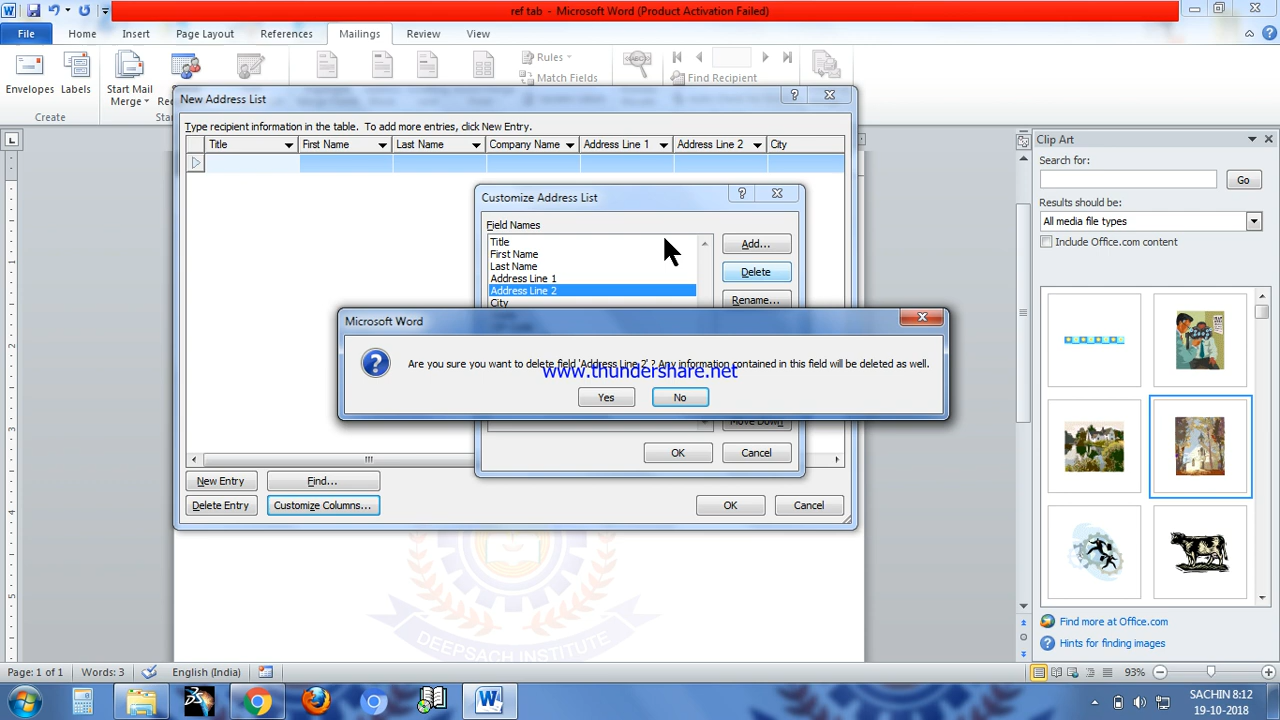 ref tab - Microsoft Word (Product Activation Failed)
File Home Insert Page Layout References Mailings Review View
Envelopes Labels Start Mail Merge Rules Match Fields Find Recipient
Create
New Address List
Type recipient information in the table. To add more entries, click New Entry.
Title First Name Last Name Company Name Address Line 1 Address Line 2 City
Customize Address List
Field Names
Title
First Name
Last Name
Address Line 1
Address Line 2
City
Add...
Delete
Rename...
Microsoft Word
Are you sure you want to delete field 'Address Line 2' ? Any information contained in this field will be deleted as well.
www.thundershare.net
Yes No
Move Down
OK Cancel
New Entry Find...
Delete Entry Customize Columns... OK Cancel
DEEPSACH INSTITUTE
Clip Art
Search for:
Go
Results should be:
All media file types
Include Office.com content
Find more at Office.com
Hints for finding images
Page: 1 of 1 Words: 3 English (India) 93%
SACHIN 8:12
19-10-2018